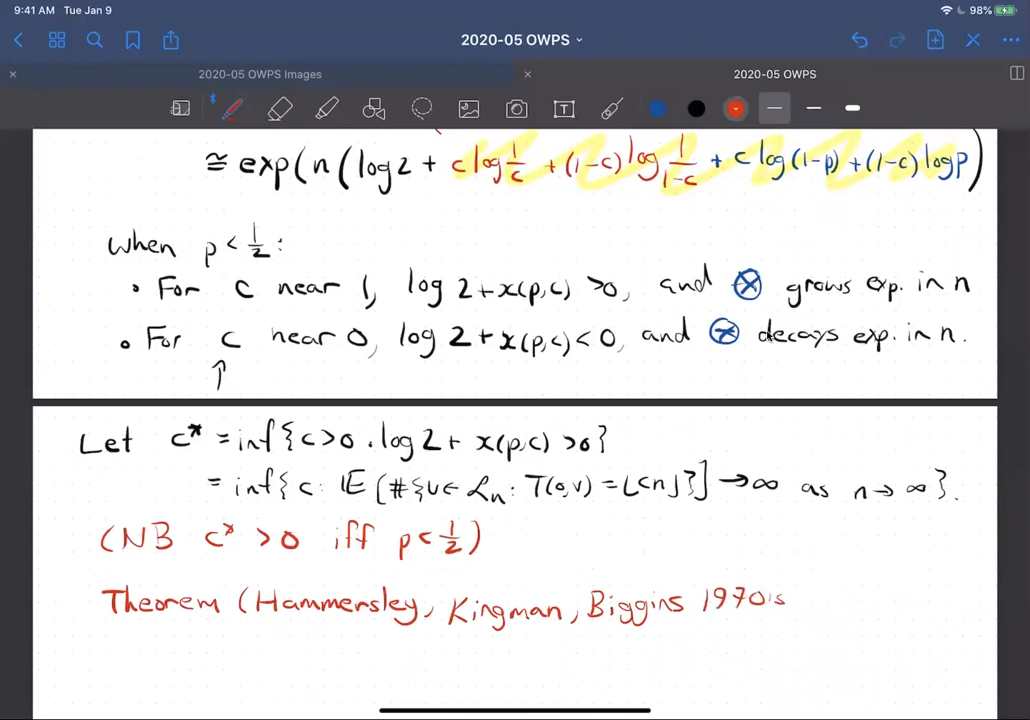 9:41 AM Tue Jan 9
98%
2020-05 OWPS
2020-05 OWPS Images
2020-05 OWPS
≅ exp(n(log 2 + c log 1/c + (1-c) log 1/(1-c) + c log(1-p) + (1-c) log p)
When p < 1/2:
• For c near 1, log 2 + x(p,c) > 0, and ⊛ grows exp. in n
• For c near 0, log 2 + x(p,c) < 0, and ⊛ decays exp. in n.
↑
Let c* = inf{c > 0 . log 2 + x(p,c) > 0}
= inf{c: E[#{v ∈ ℒn : T(0,v) = ⌊cn⌋}] → ∞ as n → ∞}.
(NB c* > 0 iff p < 1/2)
Theorem (Hammersley, Kingman, Biggins 1970's